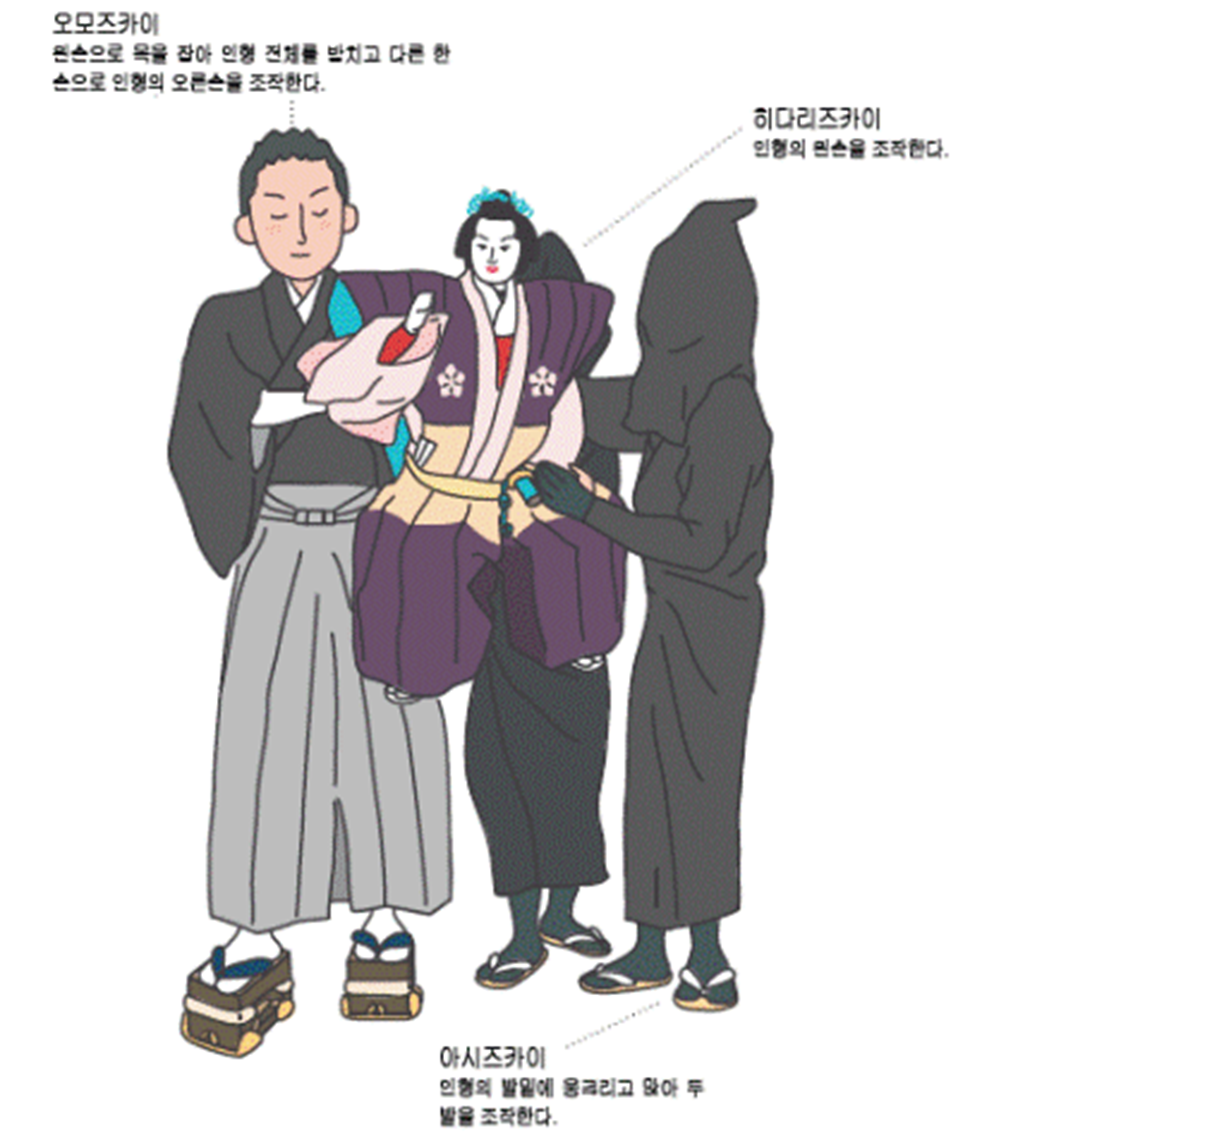 오모즈카이
왼손으로 목을 잡아 인형 전체를 받치고 다른 한
손으로 인형의 오른손을 조작한다.
히다리즈카이
인형의 왼손을 조작한다.
아시즈카이
인형의 발밑에 웅크리고 앉아 두
발을 조작한다.